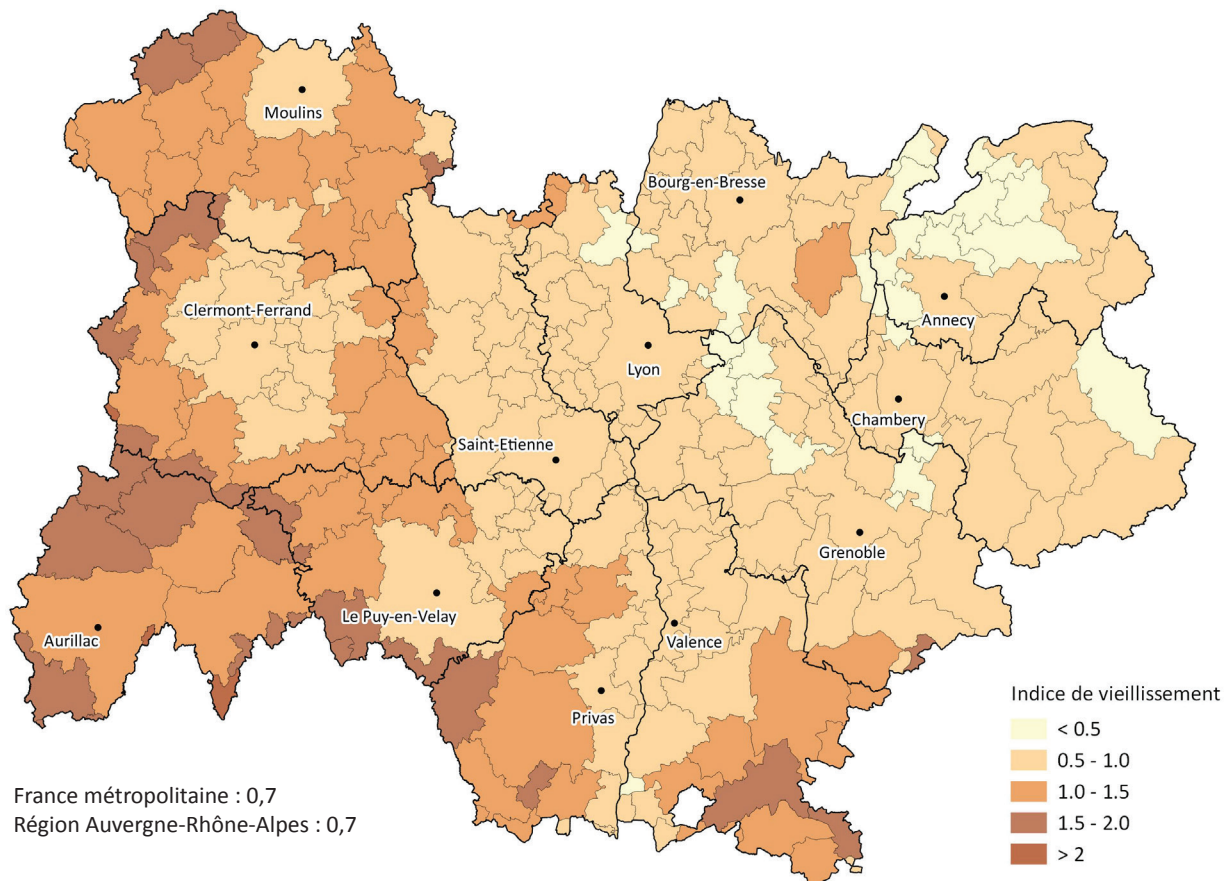 Moulins
Bourg-en-Bresse
Clermont-Ferrand
Annecy
Lyon
Chambery
Saint-Etienne
Grenoble
Le Puy-en-Velay
Aurillac
Valence
Privas
Indice de vieillissement
< 0.5
0.5 - 1.0
1.0 - 1.5
1.5 - 2.0
> 2
France métropolitaine : 0,7
Région Auvergne-Rhône-Alpes : 0,7